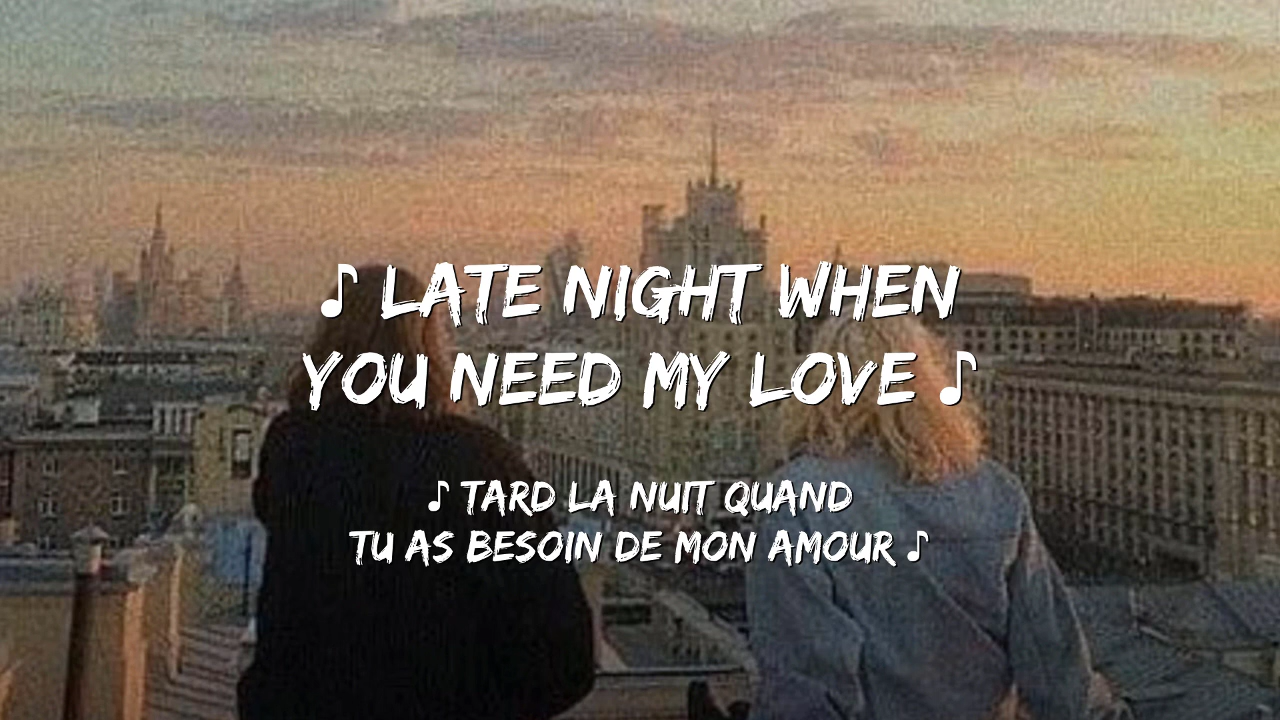 ♪ LATE NIGHT WHEN
YOU NEED MY LOVE ♪
♪ TARD LA NUIT QUAND
TU AS BESOIN DE MON AMOUR ♪